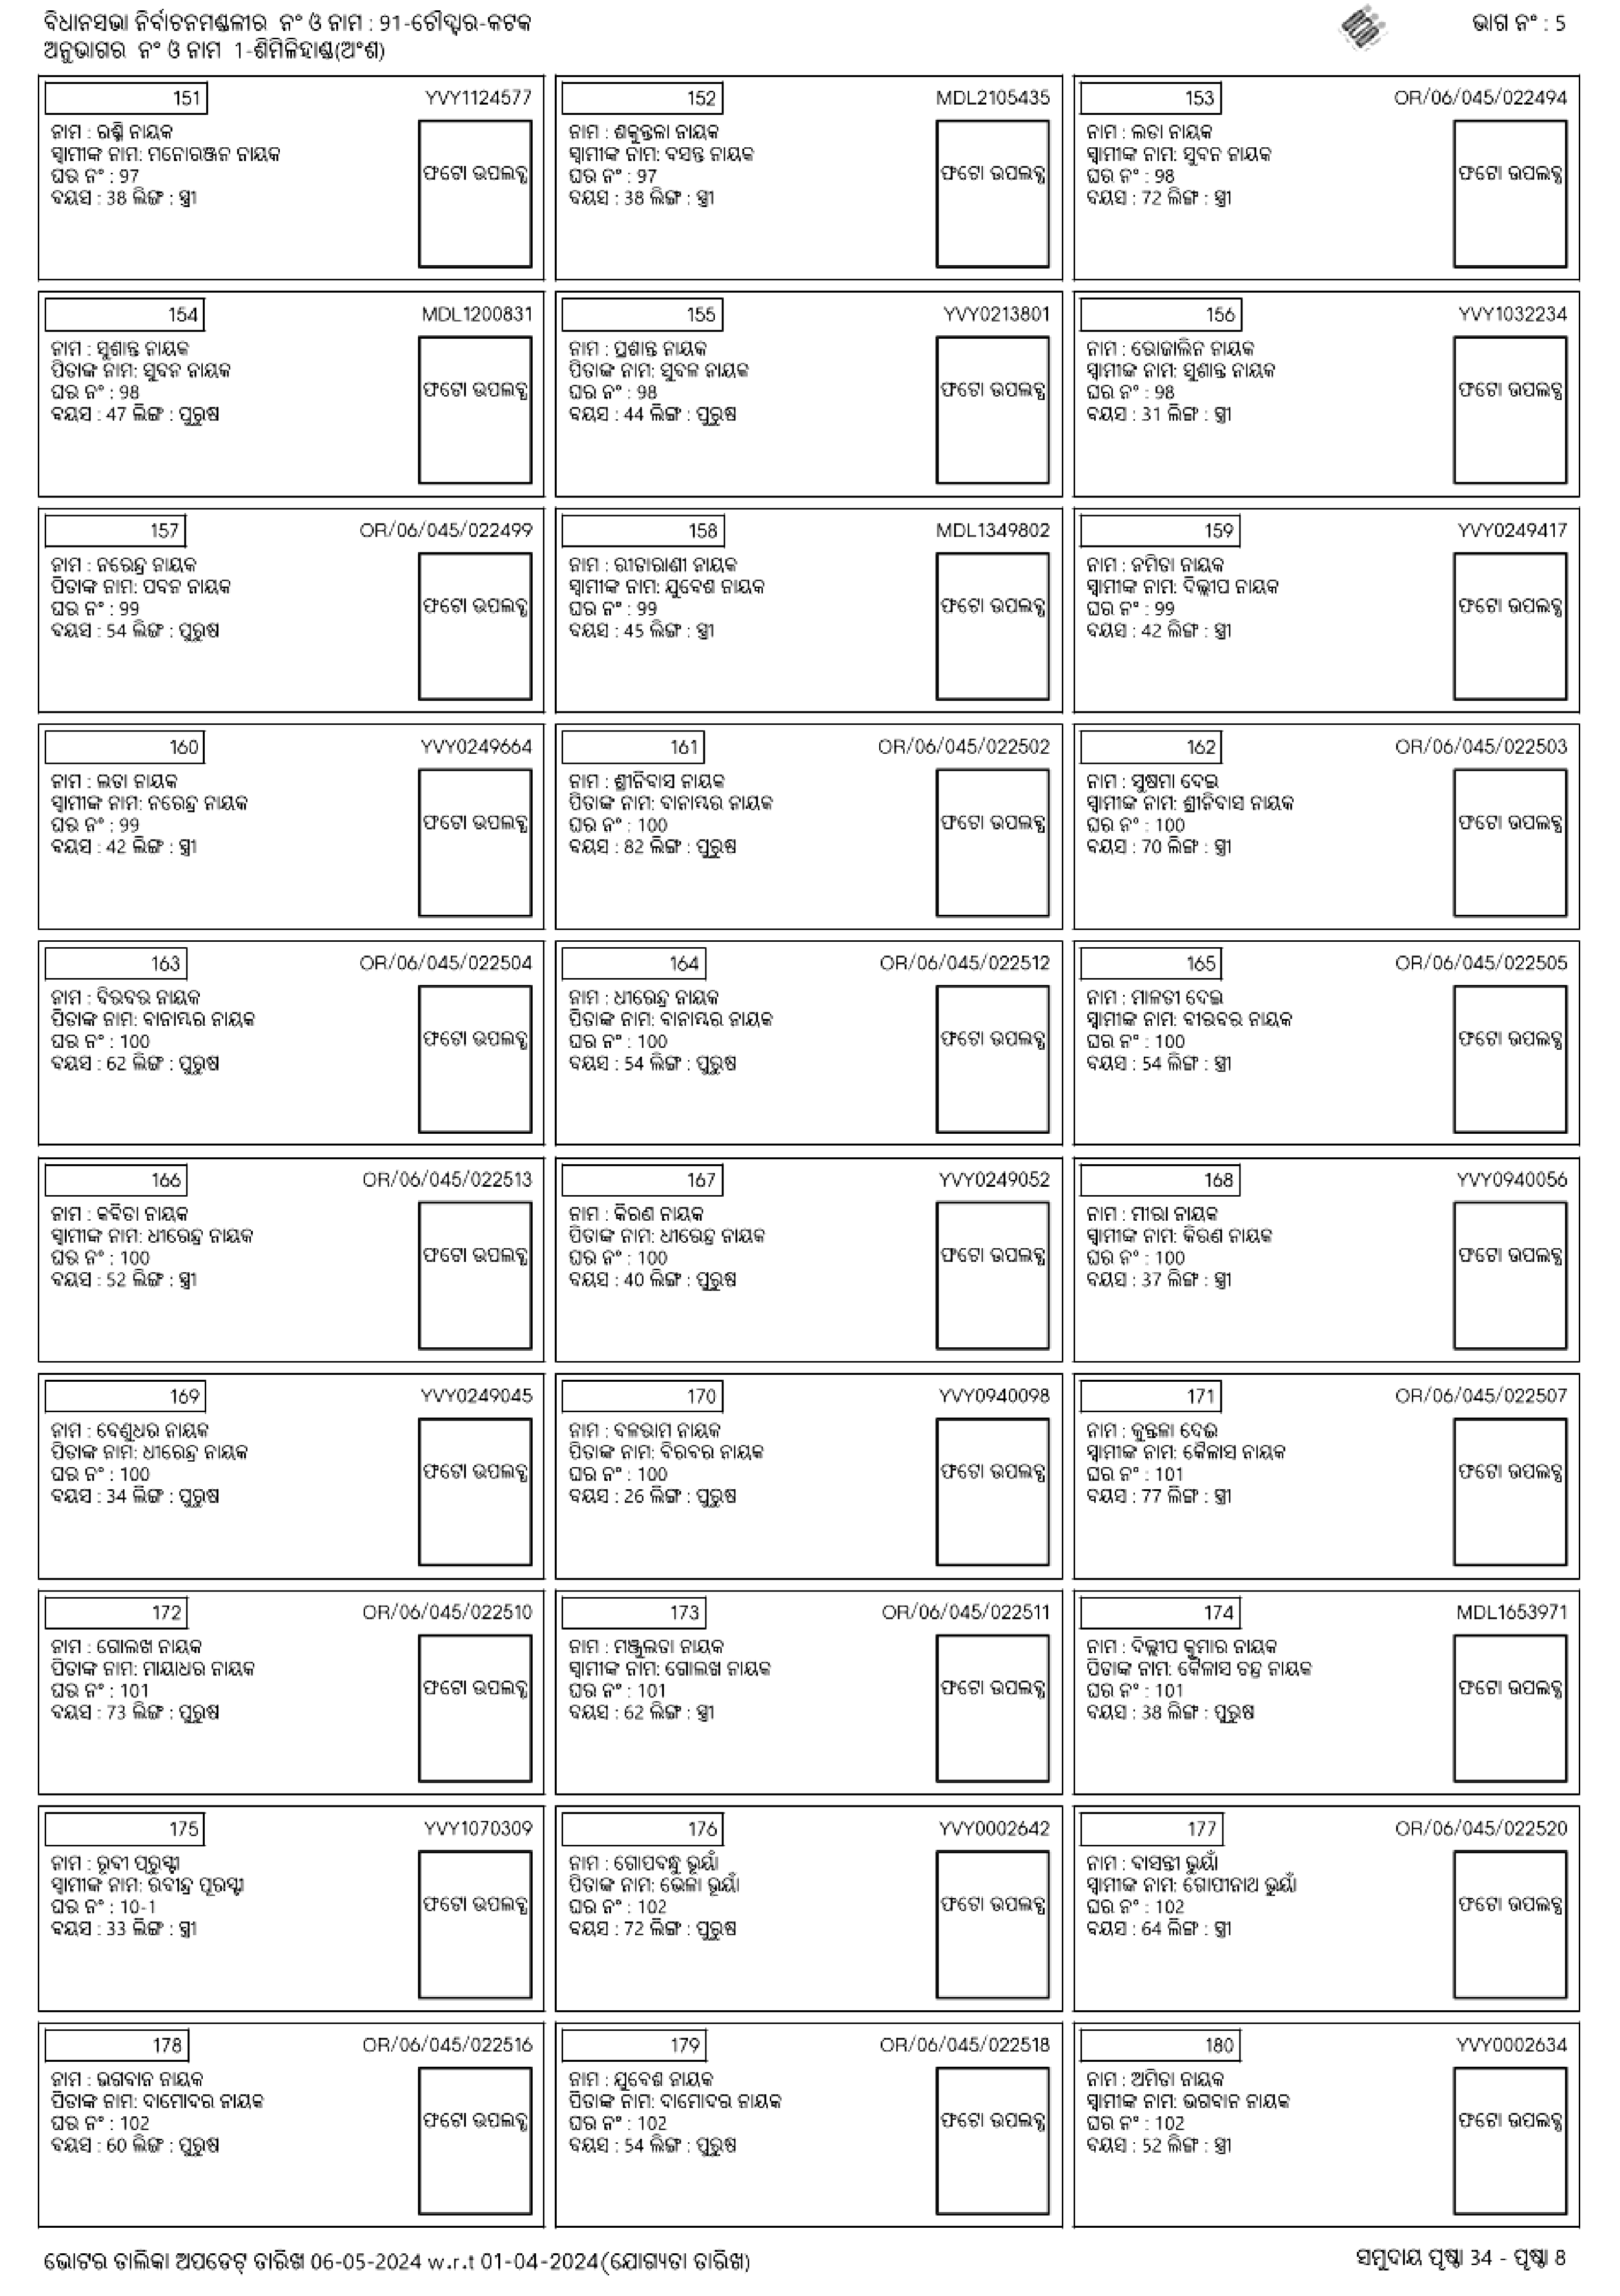 ବିଧାନସଭା ନିର୍ବାଚନମଣ୍ଡଳୀର ନଂ ଓ ନାମ : 91-ଚୌଦ୍ୱାର-କଟକ
ଅନୁଭାଗର ନଂ ଓ ନାମ 1-ଶିମିଳିହାଣ୍ଡ(ଅଂଶ)
ଭାଗ ନଂ : 5
151 YVY1124577
ନାମ : ରଶ୍ମି ନାୟକ
ସ୍ୱାମୀଙ୍କ ନାମ: ମନୋରଞ୍ଜନ ନାୟକ
ଘର ନଂ : 97
ବୟସ : 38 ଲିଙ୍ଗ : ସ୍ତ୍ରୀ
ଫଟୋ ଉପଲବ୍ଧ
152 MDL2105435
ନାମ : ଶକୁନ୍ତଳା ନାୟକ
ସ୍ୱାମୀଙ୍କ ନାମ: ବସନ୍ତ ନାୟକ
ଘର ନଂ : 97
ବୟସ : 38 ଲିଙ୍ଗ : ସ୍ତ୍ରୀ
ଫଟୋ ଉପଲବ୍ଧ
153 OR/06/045/022494
ନାମ : ଲତା ନାୟକ
ସ୍ୱାମୀଙ୍କ ନାମ: ସୁବନ ନାୟକ
ଘର ନଂ : 98
ବୟସ : 72 ଲିଙ୍ଗ : ସ୍ତ୍ରୀ
ଫଟୋ ଉପଲବ୍ଧ
154 MDL1200831
ନାମ : ସୁଶାନ୍ତ ନାୟକ
ପିତାଙ୍କ ନାମ: ସୁବନ ନାୟକ
ଘର ନଂ : 98
ବୟସ : 47 ଲିଙ୍ଗ : ପୁରୁଷ
ଫଟୋ ଉପଲବ୍ଧ
155 YVY0213801
ନାମ : ପ୍ରଶାନ୍ତ ନାୟକ
ପିତାଙ୍କ ନାମ: ସୁବଳ ନାୟକ
ଘର ନଂ : 98
ବୟସ : 44 ଲିଙ୍ଗ : ପୁରୁଷ
ଫଟୋ ଉପଲବ୍ଧ
156 YVY1032234
ନାମ : ରୋଜାଲିନ ନାୟକ
ସ୍ୱାମୀଙ୍କ ନାମ: ସୁଶାନ୍ତ ନାୟକ
ଘର ନଂ : 98
ବୟସ : 31 ଲିଙ୍ଗ : ସ୍ତ୍ରୀ
ଫଟୋ ଉପଲବ୍ଧ
157 OR/06/045/022499
ନାମ : ନରେନ୍ଦ୍ର ନାୟକ
ପିତାଙ୍କ ନାମ: ପବନ ନାୟକ
ଘର ନଂ : 99
ବୟସ : 54 ଲିଙ୍ଗ : ପୁରୁଷ
ଫଟୋ ଉପଲବ୍ଧ
158 MDL1349802
ନାମ : ରୀତାରାଣୀ ନାୟକ
ସ୍ୱାମୀଙ୍କ ନାମ: ଯୁବେଶ ନାୟକ
ଘର ନଂ : 99
ବୟସ : 45 ଲିଙ୍ଗ : ସ୍ତ୍ରୀ
ଫଟୋ ଉପଲବ୍ଧ
159 YVY0249417
ନାମ : ନମିତା ନାୟକ
ସ୍ୱାମୀଙ୍କ ନାମ: ଦିଲ୍ଲୀପ ନାୟକ
ଘର ନଂ : 99
ବୟସ : 42 ଲିଙ୍ଗ : ସ୍ତ୍ରୀ
ଫଟୋ ଉପଲବ୍ଧ
160 YVY0249664
ନାମ : ଲତା ନାୟକ
ସ୍ୱାମୀଙ୍କ ନାମ: ନରେନ୍ଦ୍ର ନାୟକ
ଘର ନଂ : 99
ବୟସ : 42 ଲିଙ୍ଗ : ସ୍ତ୍ରୀ
ଫଟୋ ଉପଲବ୍ଧ
161 OR/06/045/022502
ନାମ : ଶ୍ରୀନିବାସ ନାୟକ
ପିତାଙ୍କ ନାମ: ବାନାମ୍ବର ନାୟକ
ଘର ନଂ : 100
ବୟସ : 82 ଲିଙ୍ଗ : ପୁରୁଷ
ଫଟୋ ଉପଲବ୍ଧ
162 OR/06/045/022503
ନାମ : ସୁଷମା ଦେଇ
ସ୍ୱାମୀଙ୍କ ନାମ: ଶ୍ରୀନିବାସ ନାୟକ
ଘର ନଂ : 100
ବୟସ : 70 ଲିଙ୍ଗ : ସ୍ତ୍ରୀ
ଫଟୋ ଉପଲବ୍ଧ
163 OR/06/045/022504
ନାମ : ବିରବର ନାୟକ
ପିତାଙ୍କ ନାମ: ବାନାମ୍ବର ନାୟକ
ଘର ନଂ : 100
ବୟସ : 62 ଲିଙ୍ଗ : ପୁରୁଷ
ଫଟୋ ଉପଲବ୍ଧ
164 OR/06/045/022512
ନାମ : ଧୀରେନ୍ଦ୍ର ନାୟକ
ପିତାଙ୍କ ନାମ: ବାନାମ୍ବର ନାୟକ
ଘର ନଂ : 100
ବୟସ : 54 ଲିଙ୍ଗ : ପୁରୁଷ
ଫଟୋ ଉପଲବ୍ଧ
165 OR/06/045/022505
ନାମ : ମାଳତୀ ଦେଇ
ସ୍ୱାମୀଙ୍କ ନାମ: ବୀରବର ନାୟକ
ଘର ନଂ : 100
ବୟସ : 54 ଲିଙ୍ଗ : ସ୍ତ୍ରୀ
ଫଟୋ ଉପଲବ୍ଧ
166 OR/06/045/022513
ନାମ : କବିତା ନାୟକ
ସ୍ୱାମୀଙ୍କ ନାମ: ଧୀରେନ୍ଦ୍ର ନାୟକ
ଘର ନଂ : 100
ବୟସ : 52 ଲିଙ୍ଗ : ସ୍ତ୍ରୀ
ଫଟୋ ଉପଲବ୍ଧ
167 YVY0249052
ନାମ : କିରଣ ନାୟକ
ପିତାଙ୍କ ନାମ: ଧୀରେନ୍ଦ୍ର ନାୟକ
ଘର ନଂ : 100
ବୟସ : 40 ଲିଙ୍ଗ : ପୁରୁଷ
ଫଟୋ ଉପଲବ୍ଧ
168 YVY0940056
ନାମ : ମୀରା ନାୟକ
ସ୍ୱାମୀଙ୍କ ନାମ: କିରଣ ନାୟକ
ଘର ନଂ : 100
ବୟସ : 37 ଲିଙ୍ଗ : ସ୍ତ୍ରୀ
ଫଟୋ ଉପଲବ୍ଧ
169 YVY0249045
ନାମ : ବେଣୁଧର ନାୟକ
ପିତାଙ୍କ ନାମ: ଧୀରେନ୍ଦ୍ର ନାୟକ
ଘର ନଂ : 100
ବୟସ : 34 ଲିଙ୍ଗ : ପୁରୁଷ
ଫଟୋ ଉପଲବ୍ଧ
170 YVY0940098
ନାମ : ବଳରାମ ନାୟକ
ପିତାଙ୍କ ନାମ: ବିରବର ନାୟକ
ଘର ନଂ : 100
ବୟସ : 26 ଲିଙ୍ଗ : ପୁରୁଷ
ଫଟୋ ଉପଲବ୍ଧ
171 OR/06/045/022507
ନାମ : କୁନ୍ତଳା ଦେଈ
ସ୍ୱାମୀଙ୍କ ନାମ: କୈଳାସ ନାୟକ
ଘର ନଂ : 101
ବୟସ : 77 ଲିଙ୍ଗ : ସ୍ତ୍ରୀ
ଫଟୋ ଉପଲବ୍ଧ
172 OR/06/045/022510
ନାମ : ଗୋଲଖ ନାୟକ
ପିତାଙ୍କ ନାମ: ମାୟାଧର ନାୟକ
ଘର ନଂ : 101
ବୟସ : 73 ଲିଙ୍ଗ : ପୁରୁଷ
ଫଟୋ ଉପଲବ୍ଧ
173 OR/06/045/022511
ନାମ : ମଞ୍ଜୁଲତା ନାୟକ
ସ୍ୱାମୀଙ୍କ ନାମ: ଗୋଲଖ ନାୟକ
ଘର ନଂ : 101
ବୟସ : 62 ଲିଙ୍ଗ : ସ୍ତ୍ରୀ
ଫଟୋ ଉପଲବ୍ଧ
174 MDL1653971
ନାମ : ଦିଲ୍ଲୀପ କୁମାର ନାୟକ
ପିତାଙ୍କ ନାମ: କୈଳାସ ଚନ୍ଦ୍ର ନାୟକ
ଘର ନଂ : 101
ବୟସ : 38 ଲିଙ୍ଗ : ପୁରୁଷ
ଫଟୋ ଉପଲବ୍ଧ
175 YVY1070309
ନାମ : ରୂବୀ ପୂରୁଷ୍ଟୀ
ସ୍ୱାମୀଙ୍କ ନାମ: ରବୀନ୍ଦ୍ର ପୂରସ୍ଟୀ
ଘର ନଂ : 10-1
ବୟସ : 33 ଲିଙ୍ଗ : ସ୍ତ୍ରୀ
ଫଟୋ ଉପଲବ୍ଧ
176 YVY0002642
ନାମ : ଗୋପବନ୍ଧୁ ଭୂୟାଁ
ପିତାଙ୍କ ନାମ: ଭେଳା ଭୂୟାଁ
ଘର ନଂ : 102
ବୟସ : 72 ଲିଙ୍ଗ : ପୁରୁଷ
ଫଟୋ ଉପଲବ୍ଧ
177 OR/06/045/022520
ନାମ : ବାସନ୍ତୀ ଭୁୟାଁ
ସ୍ୱାମୀଙ୍କ ନାମ: ଗୋପୀନାଥ ଭୁୟାଁ
ଘର ନଂ : 102
ବୟସ : 64 ଲିଙ୍ଗ : ସ୍ତ୍ରୀ
ଫଟୋ ଉପଲବ୍ଧ
178 OR/06/045/022516
ନାମ : ଭଗବାନ ନାୟକ
ପିତାଙ୍କ ନାମ: ଦାମୋଦର ନାୟକ
ଘର ନଂ : 102
ବୟସ : 60 ଲିଙ୍ଗ : ପୁରୁଷ
ଫଟୋ ଉପଲବ୍ଧ
179 OR/06/045/022518
ନାମ : ଯୁବେଶ ନାୟକ
ପିତାଙ୍କ ନାମ: ଦାମୋଦର ନାୟକ
ଘର ନଂ : 102
ବୟସ : 54 ଲିଙ୍ଗ : ପୁରୁଷ
ଫଟୋ ଉପଲବ୍ଧ
180 YVY0002634
ନାମ : ଅମିତା ନାୟକ
ସ୍ୱାମୀଙ୍କ ନାମ: ଭଗବାନ ନାୟକ
ଘର ନଂ : 102
ବୟସ : 52 ଲିଙ୍ଗ : ସ୍ତ୍ରୀ
ଫଟୋ ଉପଲବ୍ଧ
ଭୋଟର ତାଲିକା ଅପଡେଟ୍ ତାରିଖ 06-05-2024 w.r.t 01-04-2024(ଯୋଗ୍ୟତା ତାରିଖ)
ସମୁଦାୟ ପୃଷ୍ଠା 34 - ପୃଷ୍ଠା 8